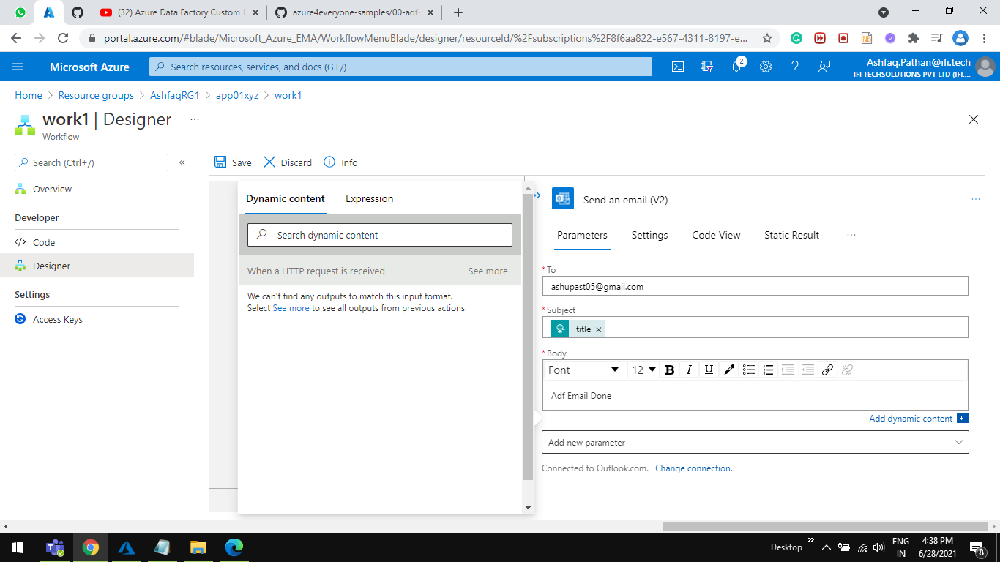 (32) Azure Data Factory Custom E
azure4everyone-samples/00-adf-
portal.azure.com/#blade/Microsoft_Azure_EMA/WorkflowMenuBlade/designer/resourceId/%2Fsubscriptions%2F8f6aa822-e567-4311-8197-e...
Microsoft Azure
Search resources, services, and docs (G+/)
2
Ashfaq.Pathan@ifi.tech
IFI TECHSOLUTIONS PVT LTD (IFI....
Home > Resource groups > AshfaqRG1 > app01xyz > work1
work1 | Designer ...
Workflow
Search (Ctrl+/)
Overview
Developer
Code
Designer
Settings
Access Keys
Save Discard Info
Dynamic content Expression
Search dynamic content
When a HTTP request is received See more
We can't find any outputs to match this input format.
Select See more to see all outputs from previous actions.
Send an email (V2) ...
Parameters Settings Code View Static Result ...
* To
ashupast05@gmail.com
* Subject
title ×
* Body
Font 12 B I U
Adf Email Done
Add dynamic content
Add new parameter
Connected to Outlook.com. Change connection.
Desktop
ENG
IN
4:38 PM
6/28/2021
8